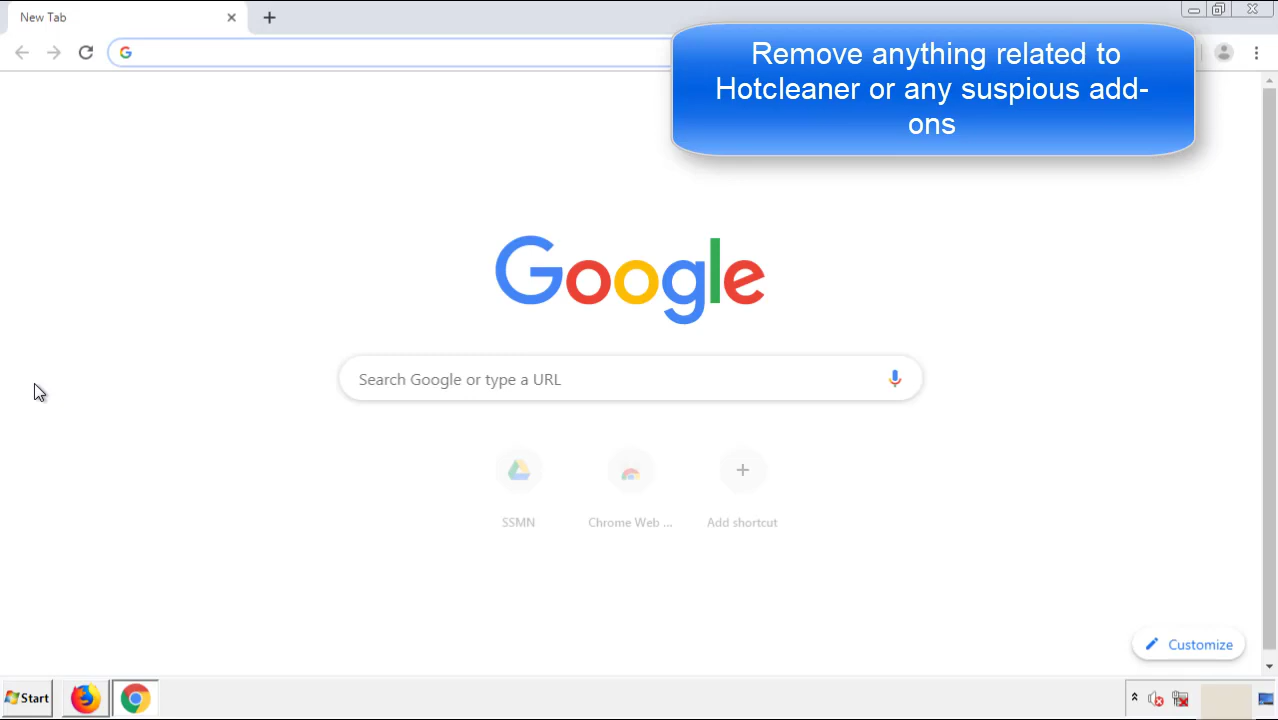 New Tab
Remove anything related to
Hotcleaner or any suspious add-
ons
Google
Search Google or type a URL
SSMN
Chrome Web ...
Add shortcut
Customize
Start